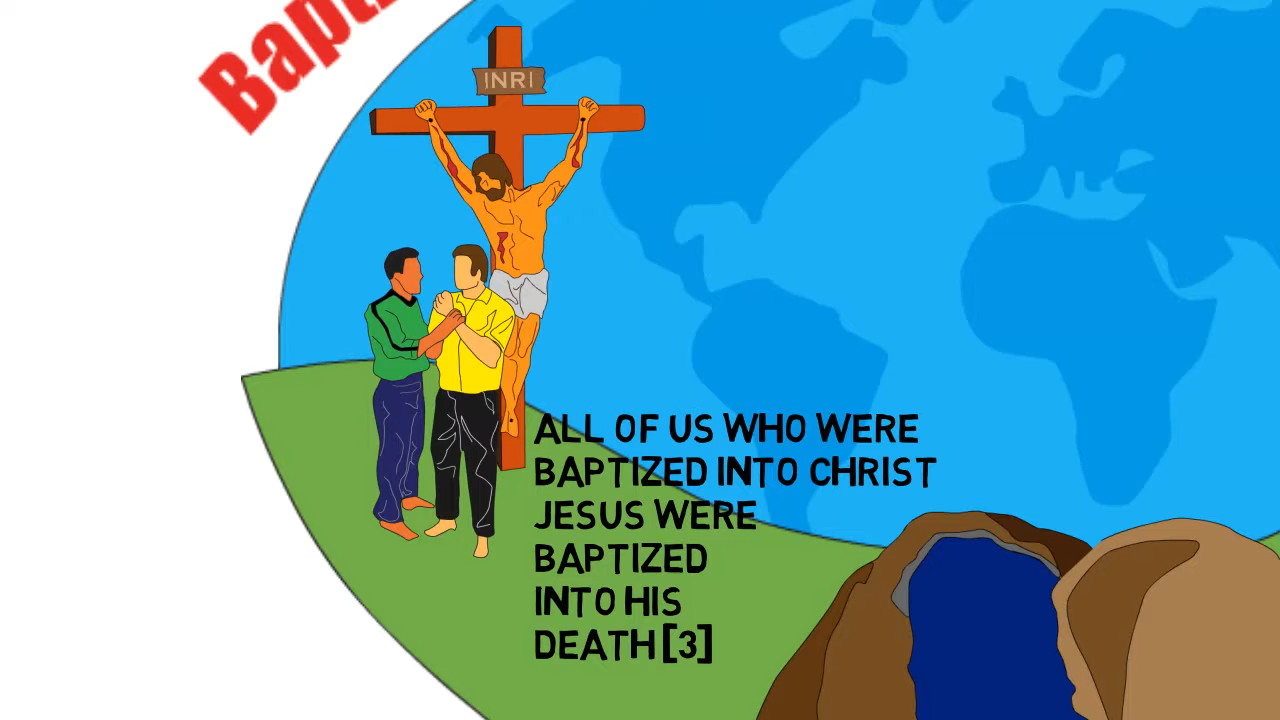 INRI
ALL OF US WHO WERE
BAPTIZED INTO CHRIST
JESUS WERE
BAPTIZED
INTO HIS
DEATH [3]